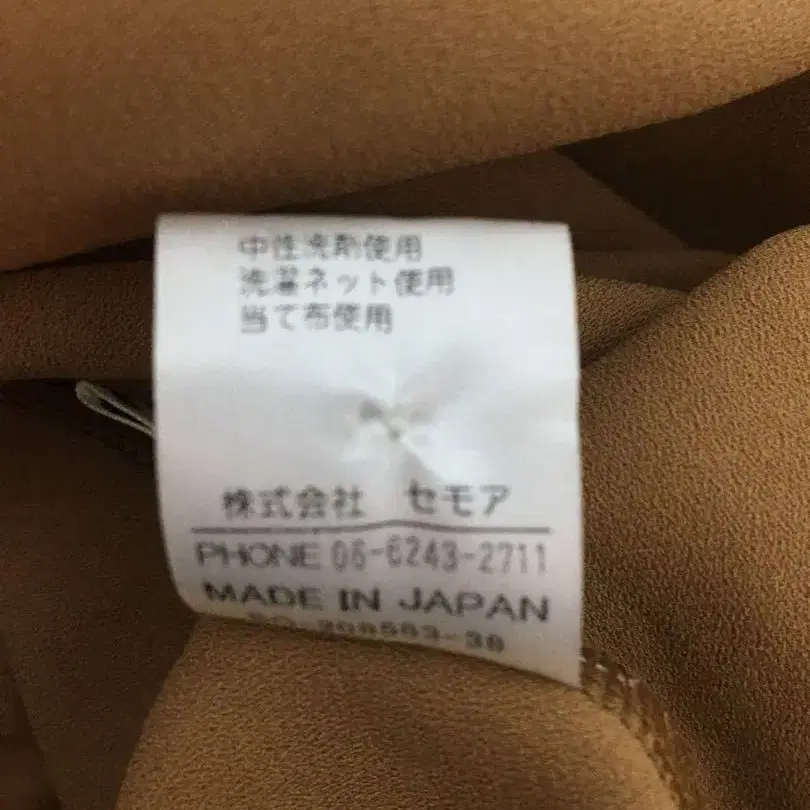 中性洗剤使用
洗濯ネット使用
当て布使用
株式会社 セモア
PHONE 06-6243-2711
MADE IN JAPAN